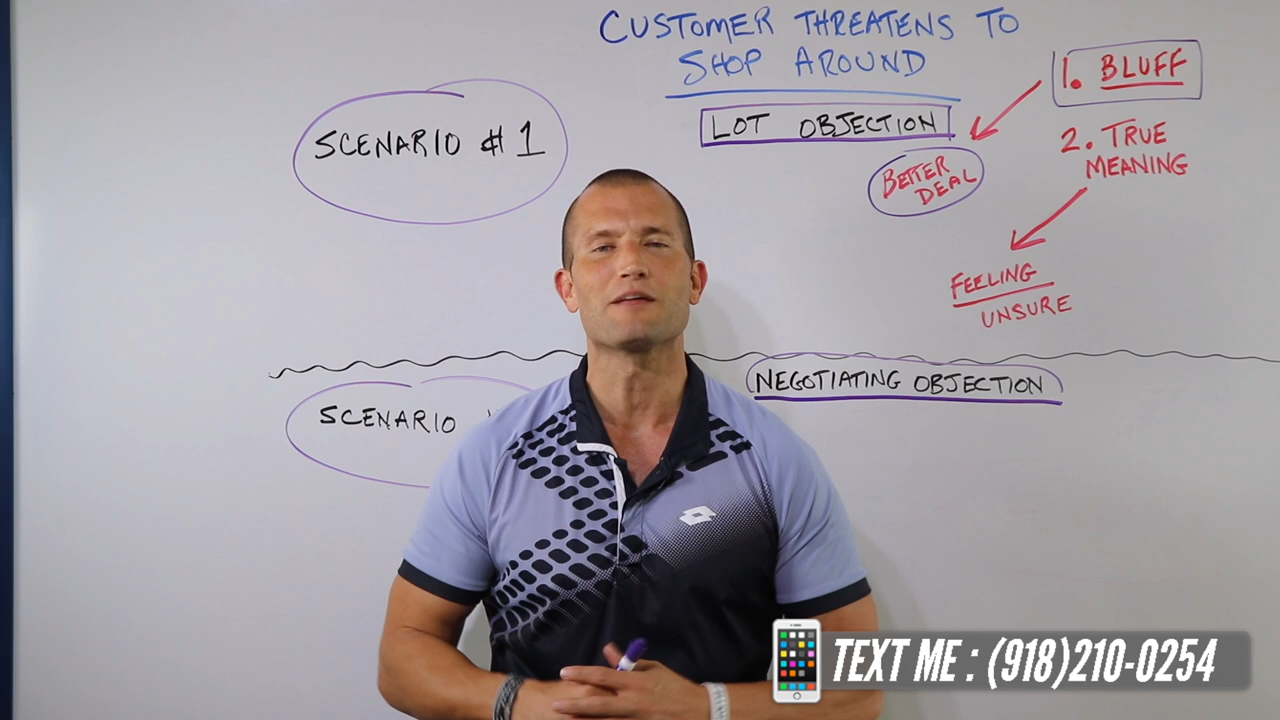 CUSTOMER THREATENS TO
SHOP AROUND
1. BLUFF
LOT OBJECTION
SCENARIO #1
2. TRUE
MEANING
BETTER
DEAL
FEELING
UNSURE
NEGOTIATING OBJECTION
SCENARIO
TEXT ME : (918)210-0254